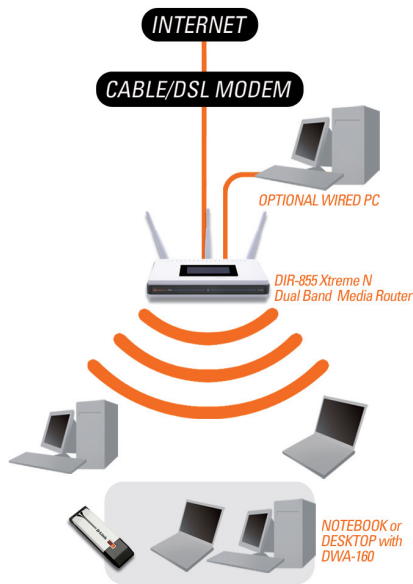 INTERNET
CABLE/DSL MODEM
OPTIONAL WIRED PC
DIR-855 Xtreme N
Dual Band Media Router
NOTEBOOK or
DESKTOP with
DWA-160